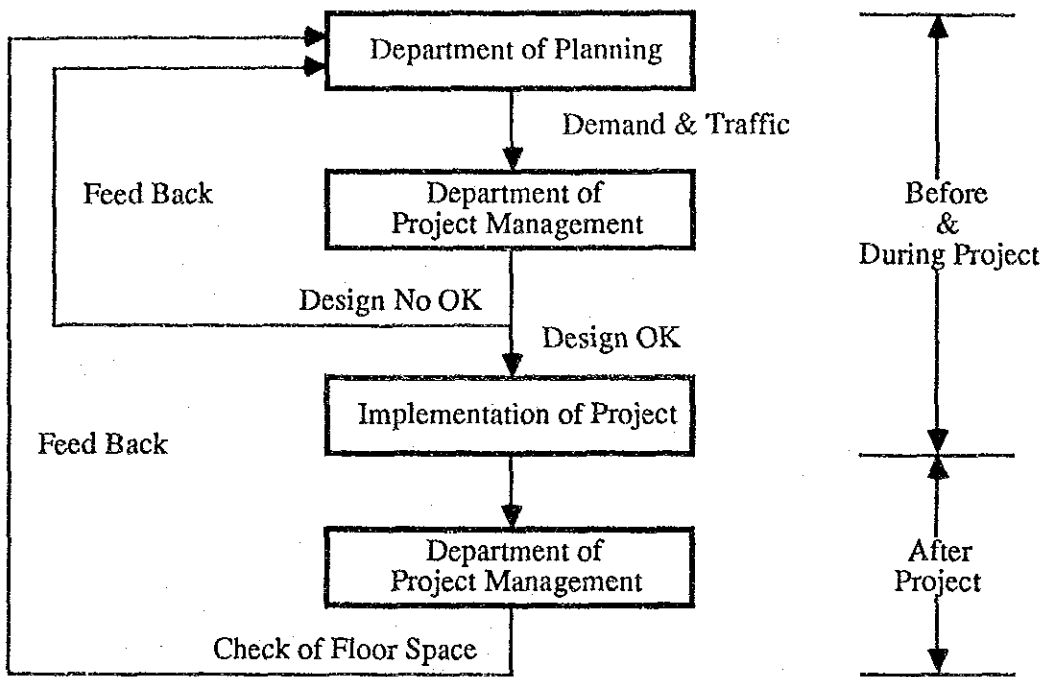 Department of Planning
Demand & Traffic
Feed Back
Department of
Project Management
Before
&
During Project
Design No OK
Design OK
Implementation of Project
Feed Back
Department of
Project Management
After
Project
Check of Floor Space